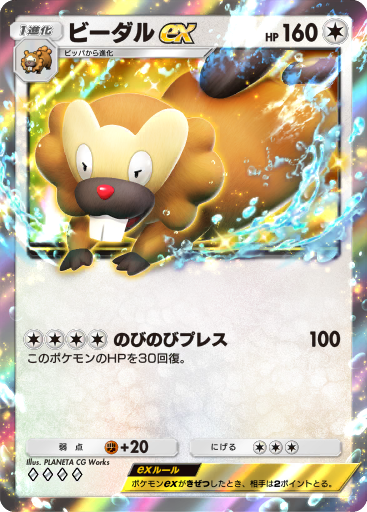 1進化
ビーダルex
HP 160
ビッパから進化
のびのびプレス 100
このポケモンのHPを30回復。
弱点 +20
にげる
Illus. PLANETA CG Works
exルール
ポケモンexがきぜつしたとき、相手は2ポイントとる。